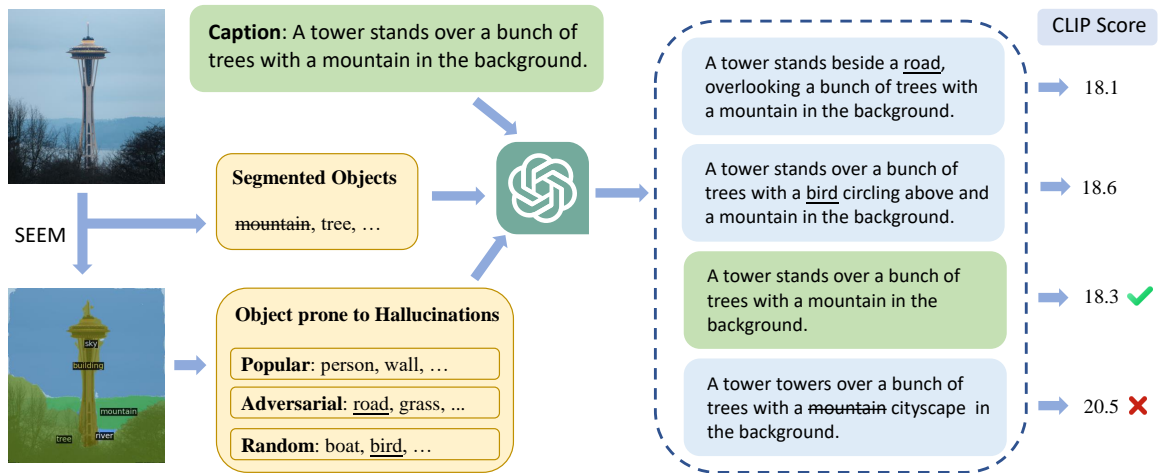 Caption: A tower stands over a bunch of
trees with a mountain in the background.
CLIP Score
A tower stands beside a road,
overlooking a bunch of trees with
a mountain in the background.
18.1
Segmented Objects
mountain, tree, …
SEEM
A tower stands over a bunch of
trees with a bird circling above and
a mountain in the background.
18.6
sky
building
mountain
tree
river
Object prone to Hallucinations
Popular: person, wall, …
Adversarial: road, grass, ...
Random: boat, bird, …
A tower stands over a bunch of
trees with a mountain in the
background.
18.3
A tower towers over a bunch of
trees with a mountain cityscape in
the background.
20.5